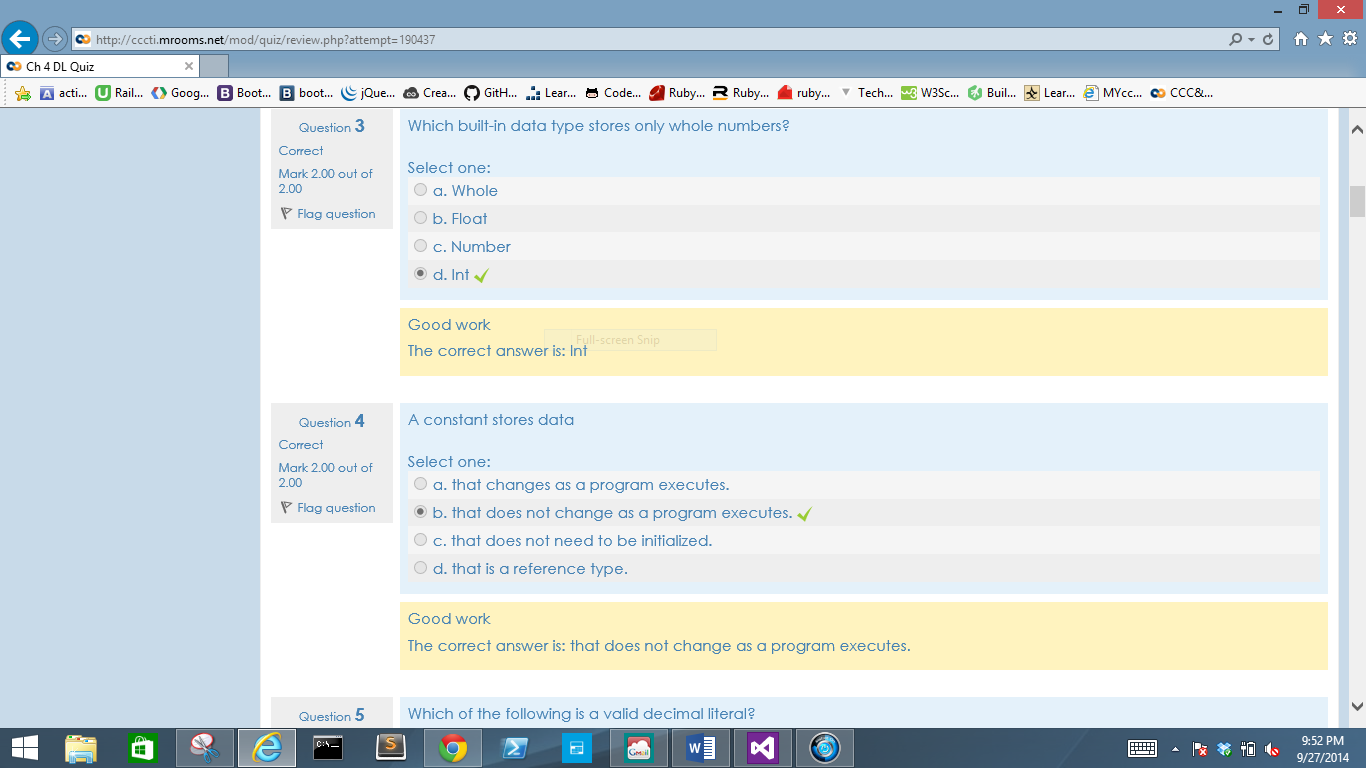 http://cccti.mrooms.net/mod/quiz/review.php?attempt=190437
Ch 4 DL Quiz
acti... Rail... Goog... Boot... boot... jQue... Crea... GitH... Lear... Code... Ruby... Ruby... ruby... Tech... W3Sc... Buil... Lear... MYcc... CCC&...
Question 3
Correct
Mark 2.00 out of
2.00
Flag question
Which built-in data type stores only whole numbers?
Select one:
a. Whole
b. Float
c. Number
d. Int
Good work
Full-screen Snip
The correct answer is: Int
Question 4
Correct
Mark 2.00 out of
2.00
Flag question
A constant stores data
Select one:
a. that changes as a program executes.
b. that does not change as a program executes.
c. that does not need to be initialized.
d. that is a reference type.
Good work
The correct answer is: that does not change as a program executes.
Question 5
Which of the following is a valid decimal literal?
Gmail
9:52 PM
9/27/2014